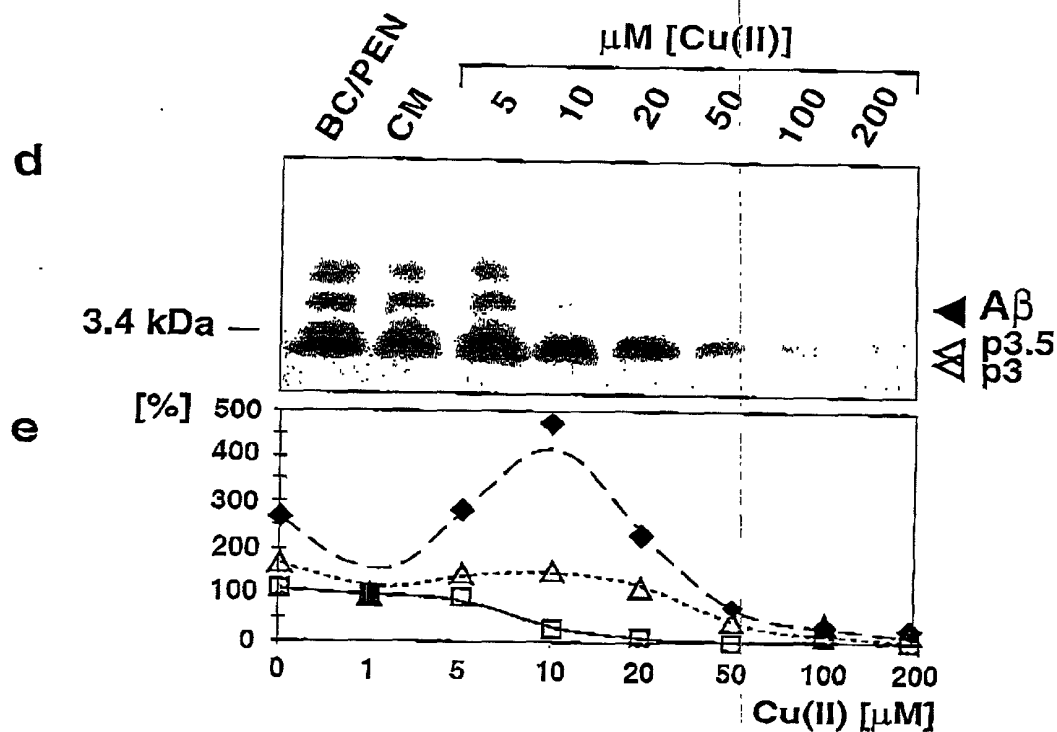 µM [Cu(II)]
BC/PEN CM 5 10 20 50 100 200
d
3.4 kDa
Aβ
p3.5
p3
e
[%]
500
400
300
200
100
0
0 1 5 10 20 50 100 200
Cu(II) [µM]